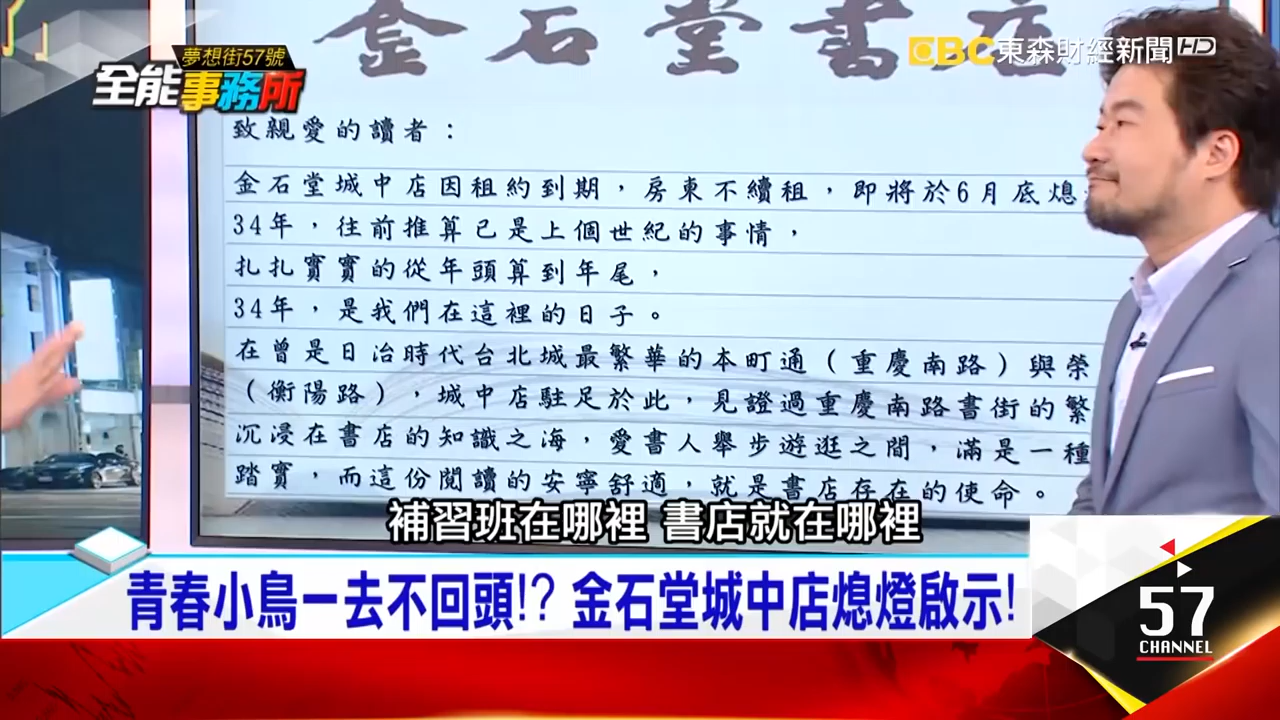 金石堂書店
EBC東森財經新聞HD
夢想街57號
全能事務所
致親愛的讀者：
金石堂城中店因租約到期，房東不續租，即將於6月底熄
34年，往前推算已是上個世紀的事情，
扎扎實實的從年頭算到年尾，
34年，是我們在這裡的日子。
在曾是日治時代台北城最繁華的本町通（重慶南路）與榮
（衡陽路），城中店駐足於此，見證過重慶南路書街的繁
沉浸在書店的知識之海，愛書人舉步遊逛之間，滿是一種
踏實，而這份閱讀的安寧舒適，就是書店存在的使命。
補習班在哪裡 書店就在哪裡
青春小鳥一去不回頭!? 金石堂城中店熄燈啟示!
57
CHANNEL